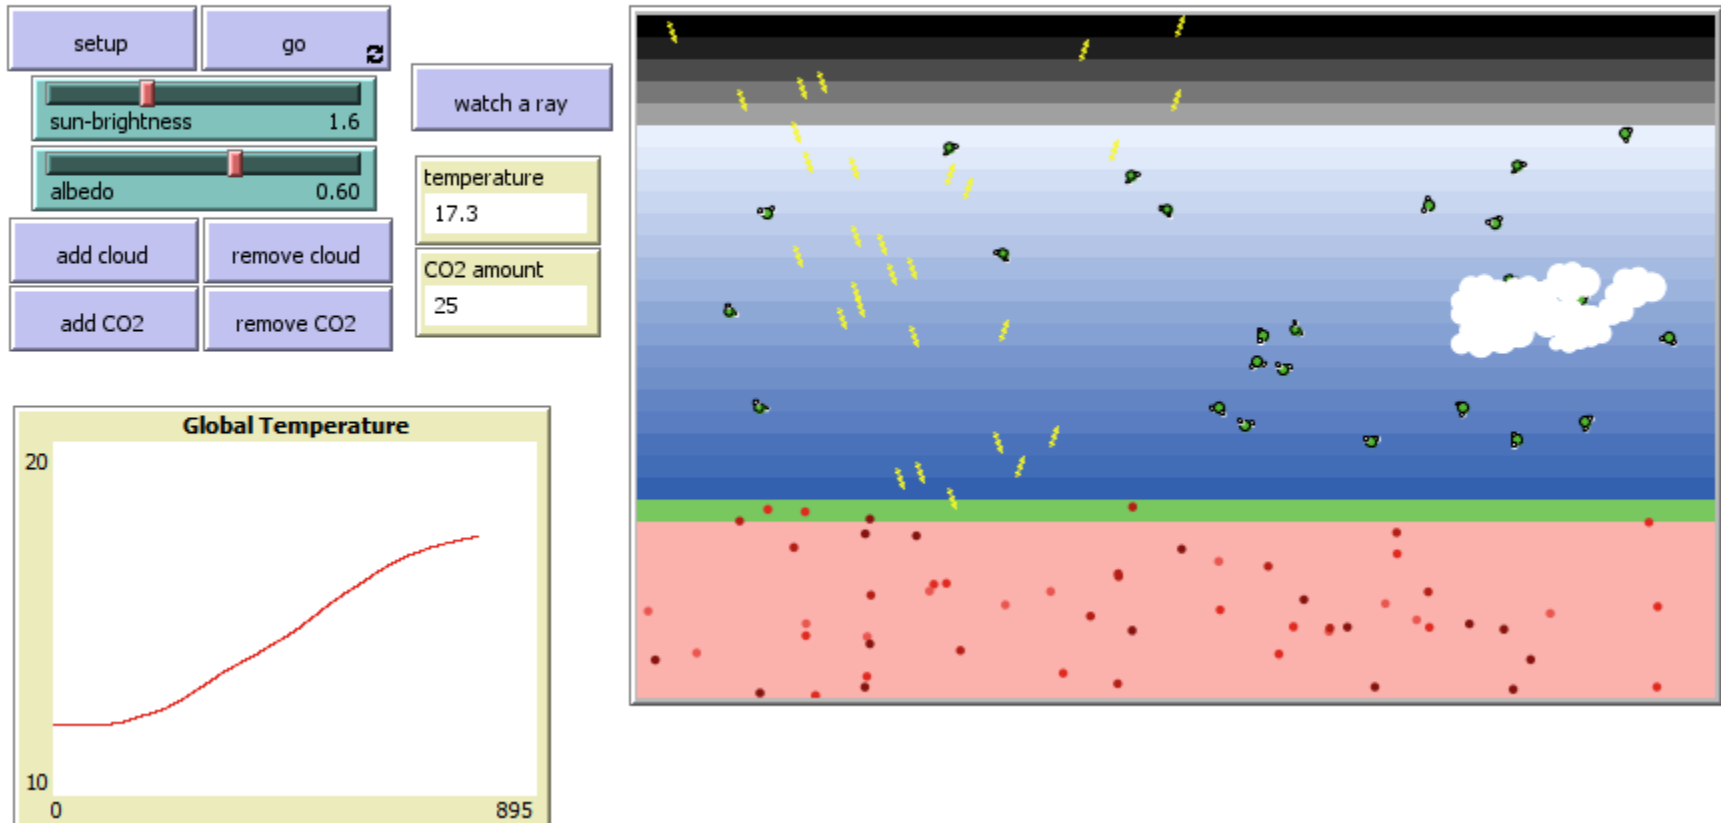 setup
go
sun-brightness 1.6
albedo 0.60
add cloud
remove cloud
add CO2
remove CO2
watch a ray
temperature
17.3
CO2 amount
25
Global Temperature
20
10
0
895